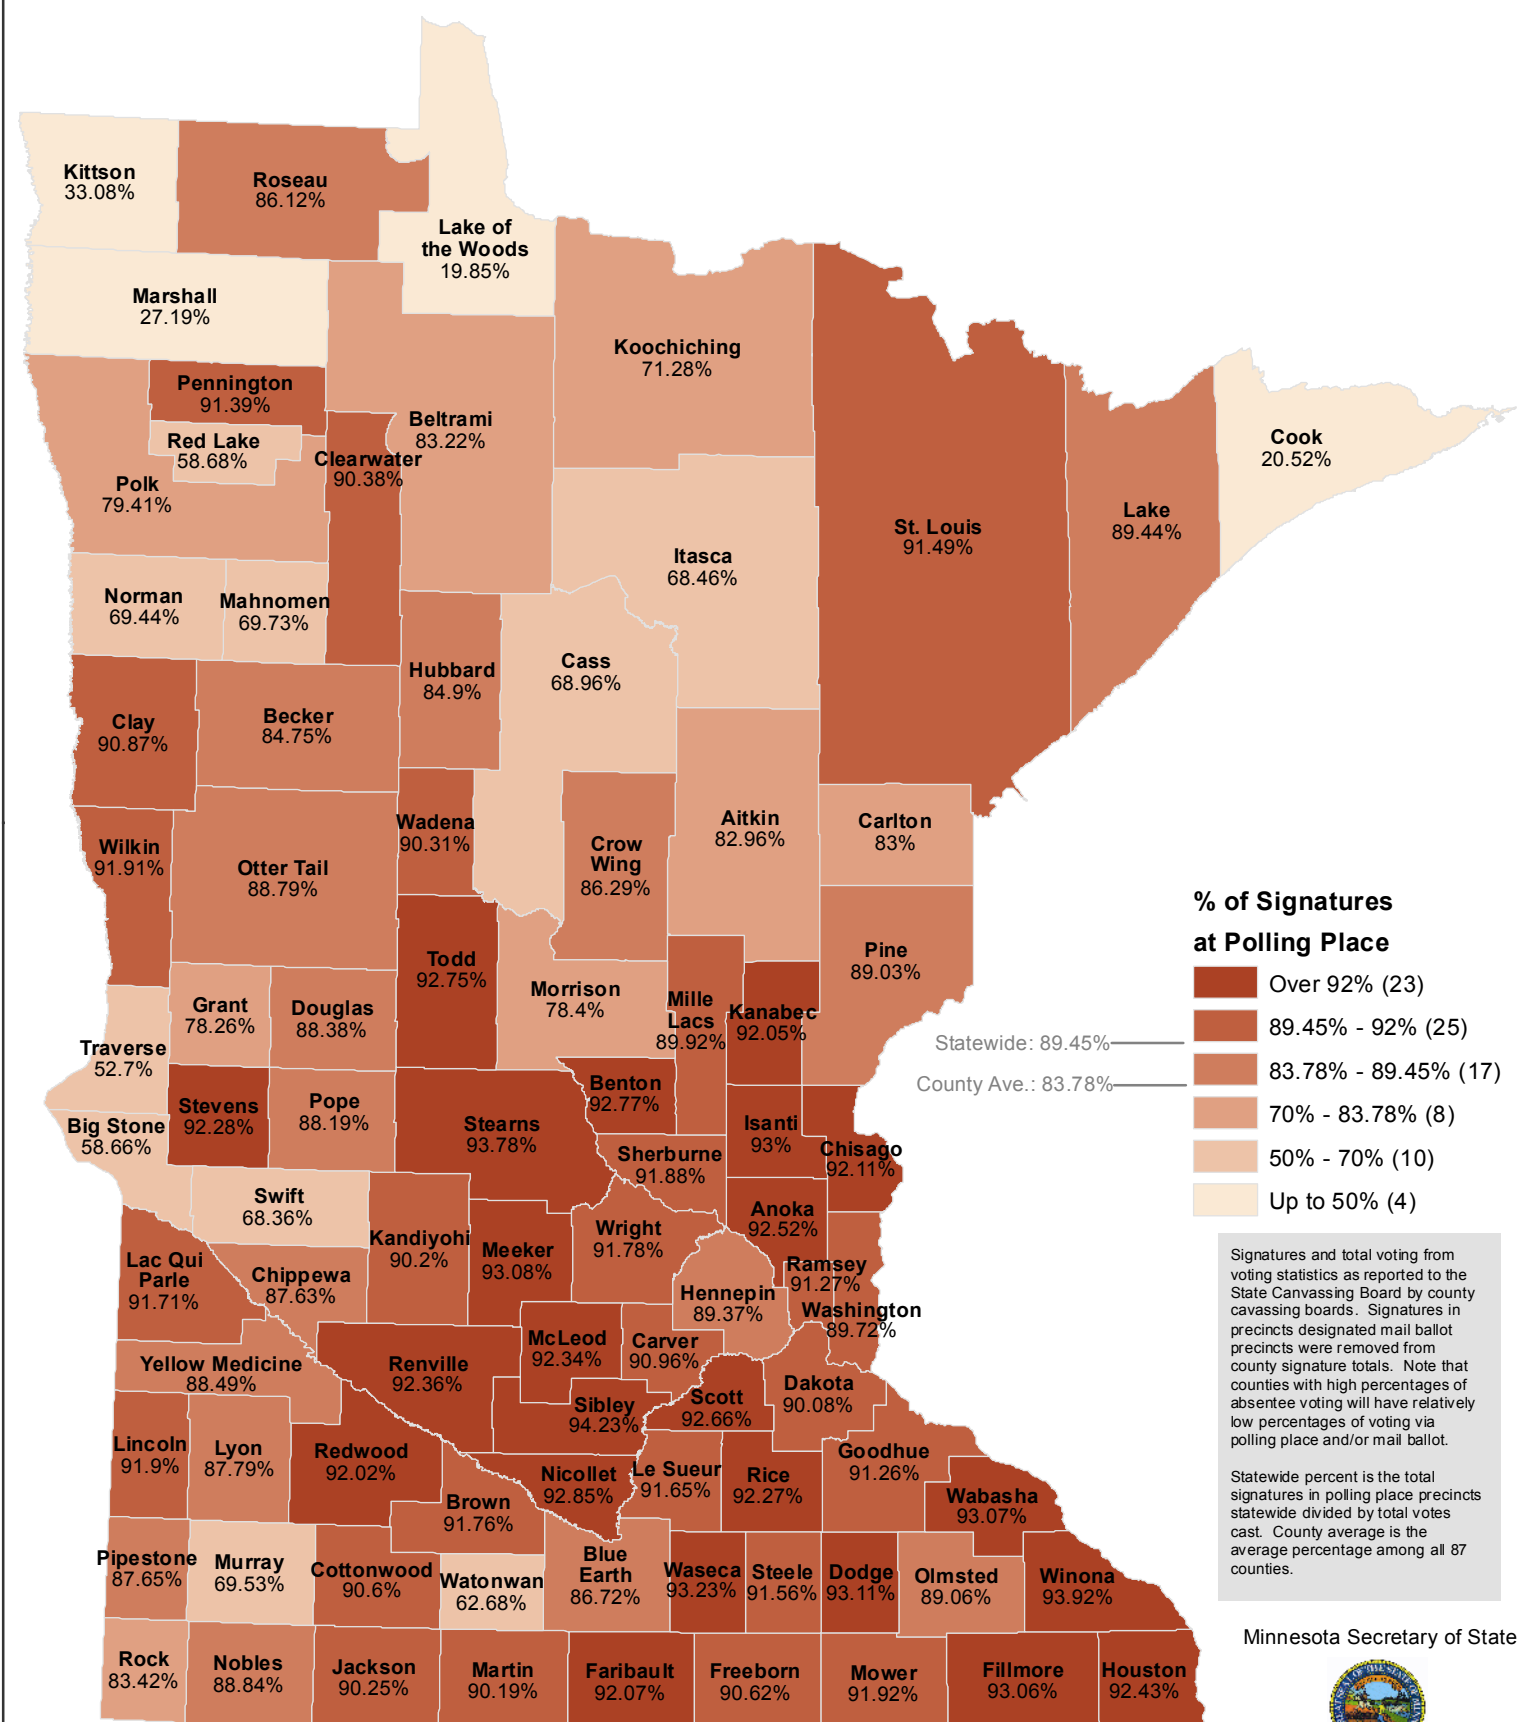 Kittson
33.08%
Roseau
86.12%
Lake of
the Woods
19.85%
Marshall
27.19%
Koochiching
71.28%
Pennington
91.39%
Beltrami
83.22%
Red Lake
58.68%
Clearwater
90.38%
Polk
79.41%
Cook
20.52%
Lake
89.44%
St. Louis
91.49%
Itasca
68.46%
Norman
69.44%
Mahnomen
69.73%
Hubbard
84.9%
Cass
68.96%
Clay
90.87%
Becker
84.75%
Wadena
90.31%
Aitkin
82.96%
Carlton
83%
Wilkin
91.91%
Otter Tail
88.79%
Crow
Wing
86.29%
Todd
92.75%
Pine
89.03%
Morrison
78.4%
Mille
Lacs
89.92%
Kanabec
92.05%
Grant
78.26%
Douglas
88.38%
Traverse
52.7%
Benton
92.77%
Stevens
92.28%
Pope
88.19%
Big Stone
58.66%
Stearns
93.78%
Isanti
93%
Chisago
92.11%
Sherburne
91.88%
Swift
68.36%
Anoka
92.52%
Kandiyohi
90.2%
Wright
91.78%
Meeker
93.08%
Lac Qui
Parle
91.71%
Chippewa
87.63%
Ramsey
91.27%
Hennepin
89.37%
Washington
89.72%
McLeod
92.34%
Carver
90.96%
Yellow Medicine
88.49%
Renville
92.36%
Dakota
90.08%
Scott
92.66%
Sibley
94.23%
Lincoln
91.9%
Lyon
87.79%
Redwood
92.02%
Goodhue
91.26%
Nicollet
92.85%
Le Sueur
91.65%
Rice
92.27%
Brown
91.76%
Wabasha
93.07%
Pipestone
87.65%
Murray
69.53%
Cottonwood
90.6%
Watonwan
62.68%
Blue
Earth
86.72%
Waseca
93.23%
Steele
91.56%
Dodge
93.11%
Olmsted
89.06%
Winona
93.92%
Rock
83.42%
Nobles
88.84%
Jackson
90.25%
Martin
90.19%
Faribault
92.07%
Freeborn
90.62%
Mower
91.92%
Fillmore
93.06%
Houston
92.43%
% of Signatures
at Polling Place
Over 92% (23)
89.45% - 92% (25)
83.78% - 89.45% (17)
70% - 83.78% (8)
50% - 70% (10)
Up to 50% (4)
Statewide: 89.45%
County Ave.: 83.78%
Signatures and total voting from
voting statistics as reported to the
State Canvassing Board by county
cavassing boards. Signatures in
precincts designated mail ballot
precincts were removed from
county signature totals. Note that
counties with high percentages of
absentee voting will have relatively
low percentages of voting via
polling place and/or mail ballot.
Statewide percent is the total
signatures in polling place precincts
statewide divided by total votes
cast. County average is the
average percentage among all 87
counties.
Minnesota Secretary of State